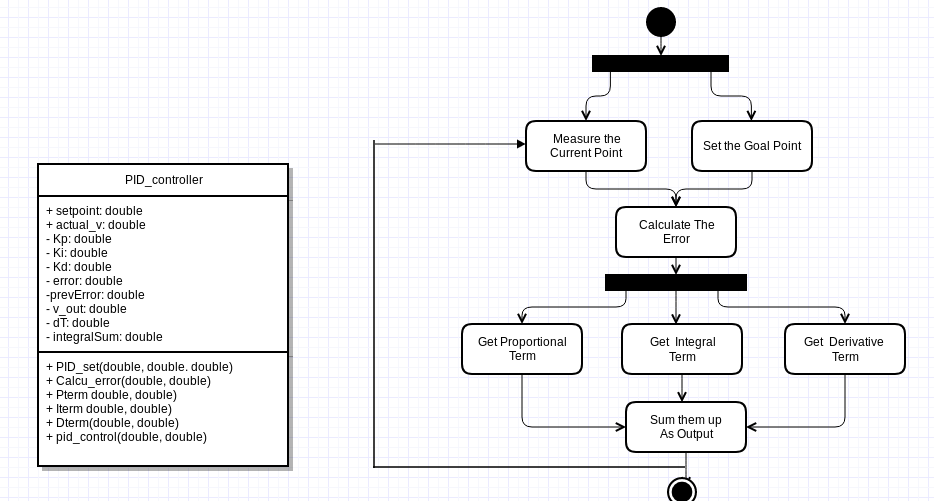 PID_controller
+ setpoint: double
+ actual_v: double
- Kp: double
- Ki: double
- Kd: double
- error: double
-prevError: double
- v_out: double
- dT: double
- integralSum: double
+ PID_set(double, double. double)
+ Calcu_error(double, double)
+ Pterm double, double)
+ Iterm double, double)
+ Dterm(double, double)
+ pid_control(double, double)
Measure the
Current Point
Set the Goal Point
Calculate The
Error
Get Proportional
Term
Get Integral
Term
Get Derivative
Term
Sum them up
As Output